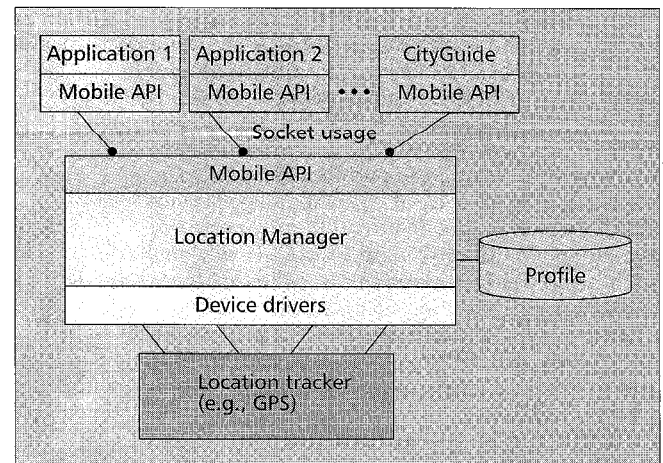 Application 1
Application 2
CityGuide
Mobile API
Mobile API
•••
Mobile API
Socket usage
Mobile API
Location Manager
Profile
Device drivers
Location tracker
(e.g., GPS)